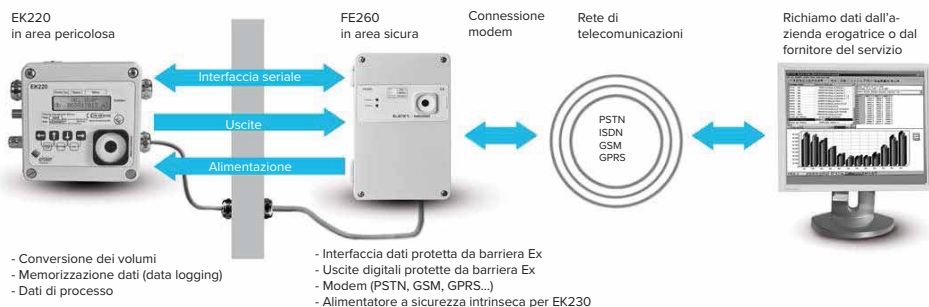 EK220
in area pericolosa
FE260
in area sicura
Connessione
modem
Rete di
telecomunicazioni
Richiamo dati dall'a-
zienda erogatrice o dal
fornitore del servizio
EK220
Interfaccia seriale
Uscite
Alimentazione
PSTN
ISDN
GSM
GPRS
- Conversione dei volumi
- Memorizzazione dati (data logging)
- Dati di processo
- Interfaccia dati protetta da barriera Ex
- Uscite digitali protette da barriera Ex
- Modem (PSTN, GSM, GPRS...)
- Alimentatore a sicurezza intrinseca per EK230